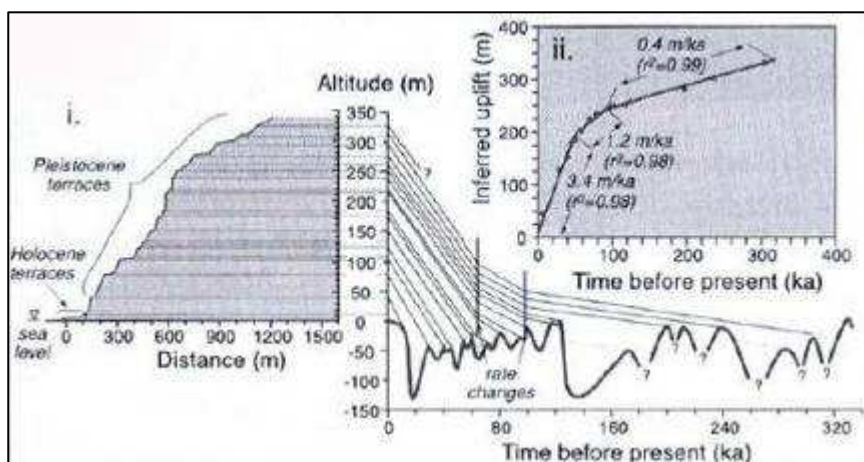 i.
Pleistocene
terraces
Holocene
terraces
sea
level
0 300 600 900 1200 1500
Distance (m)
Altitude (m)
350
300
250
200
150
100
50
0
-50
-100
-150
?
rate
changes
? ? ? ? ? ? ?
0 80 160 240 320
Time before present (ka)
ii.
Inferred uplift (m)
400
300
200
100
0
0.4 m/ka
(r²=0.99)
1.2 m/ka
(r²=0.98)
3.4 m/ka
(r²=0.98)
0 100 200 300 400
Time before present (ka)